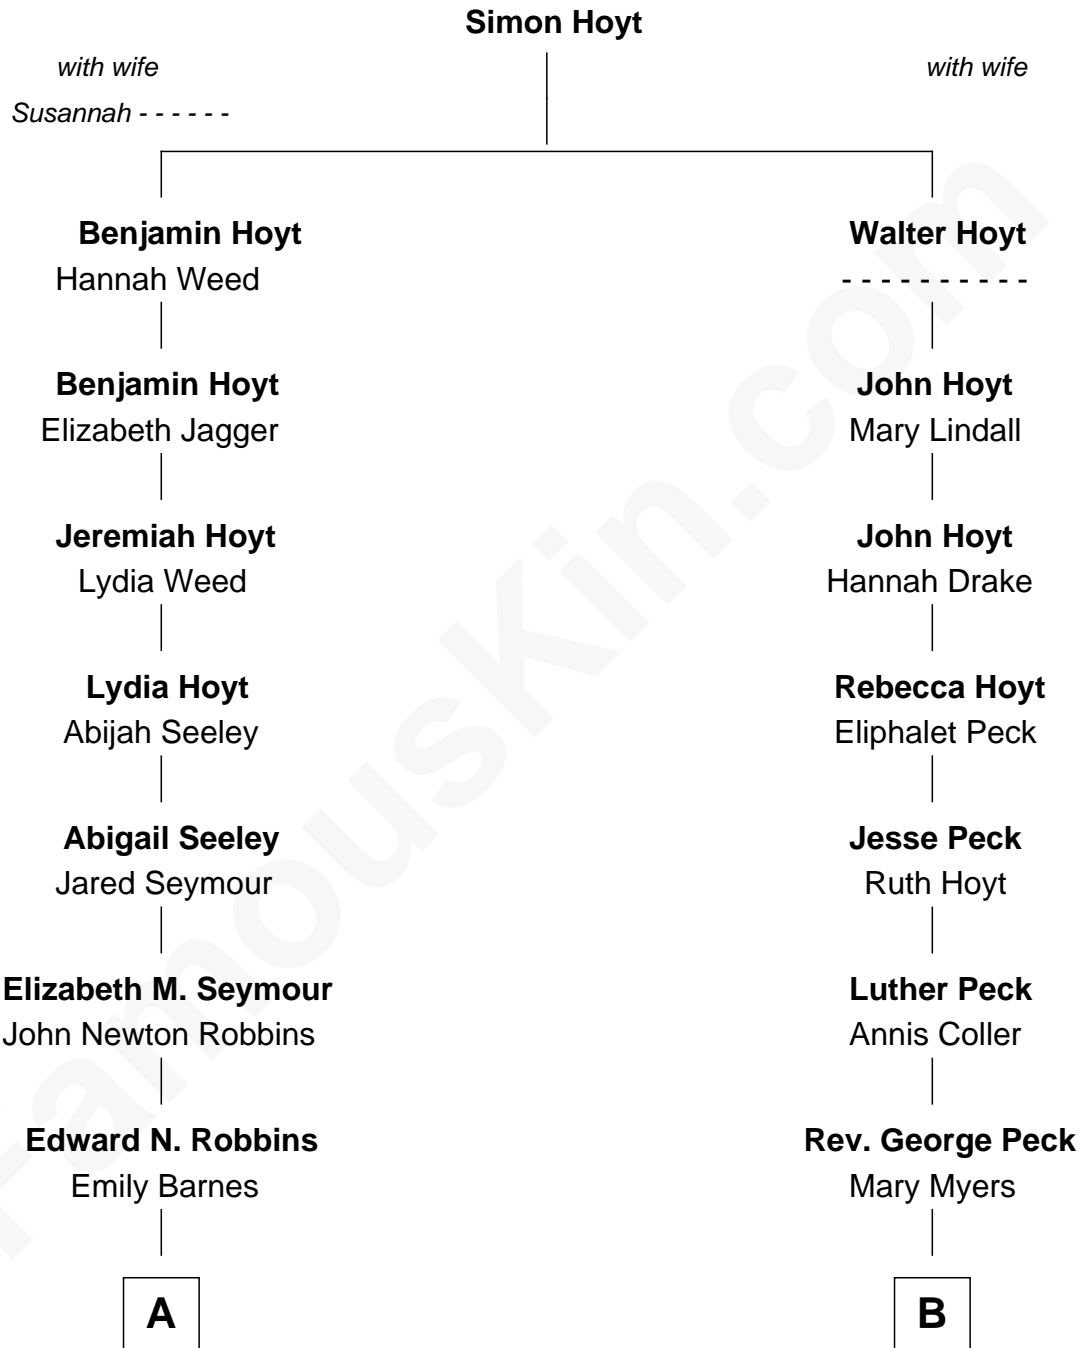 Simon Hoyt
with wife
with wife
Susannah - - - - - -
Benjamin Hoyt
Walter Hoyt
Hannah Weed
- - - - - - - - - -
Benjamin Hoyt
John Hoyt
Elizabeth Jagger
Mary Lindall
Jeremiah Hoyt
John Hoyt
Lydia Weed
Hannah Drake
Lydia Hoyt
Rebecca Hoyt
Abijah Seeley
Eliphalet Peck
Abigail Seeley
Jesse Peck
Jared Seymour
Ruth Hoyt
Elizabeth M. Seymour
Luther Peck
John Newton Robbins
Annis Coller
Edward N. Robbins
Rev. George Peck
Emily Barnes
Mary Myers
A
B
FamousKin.com